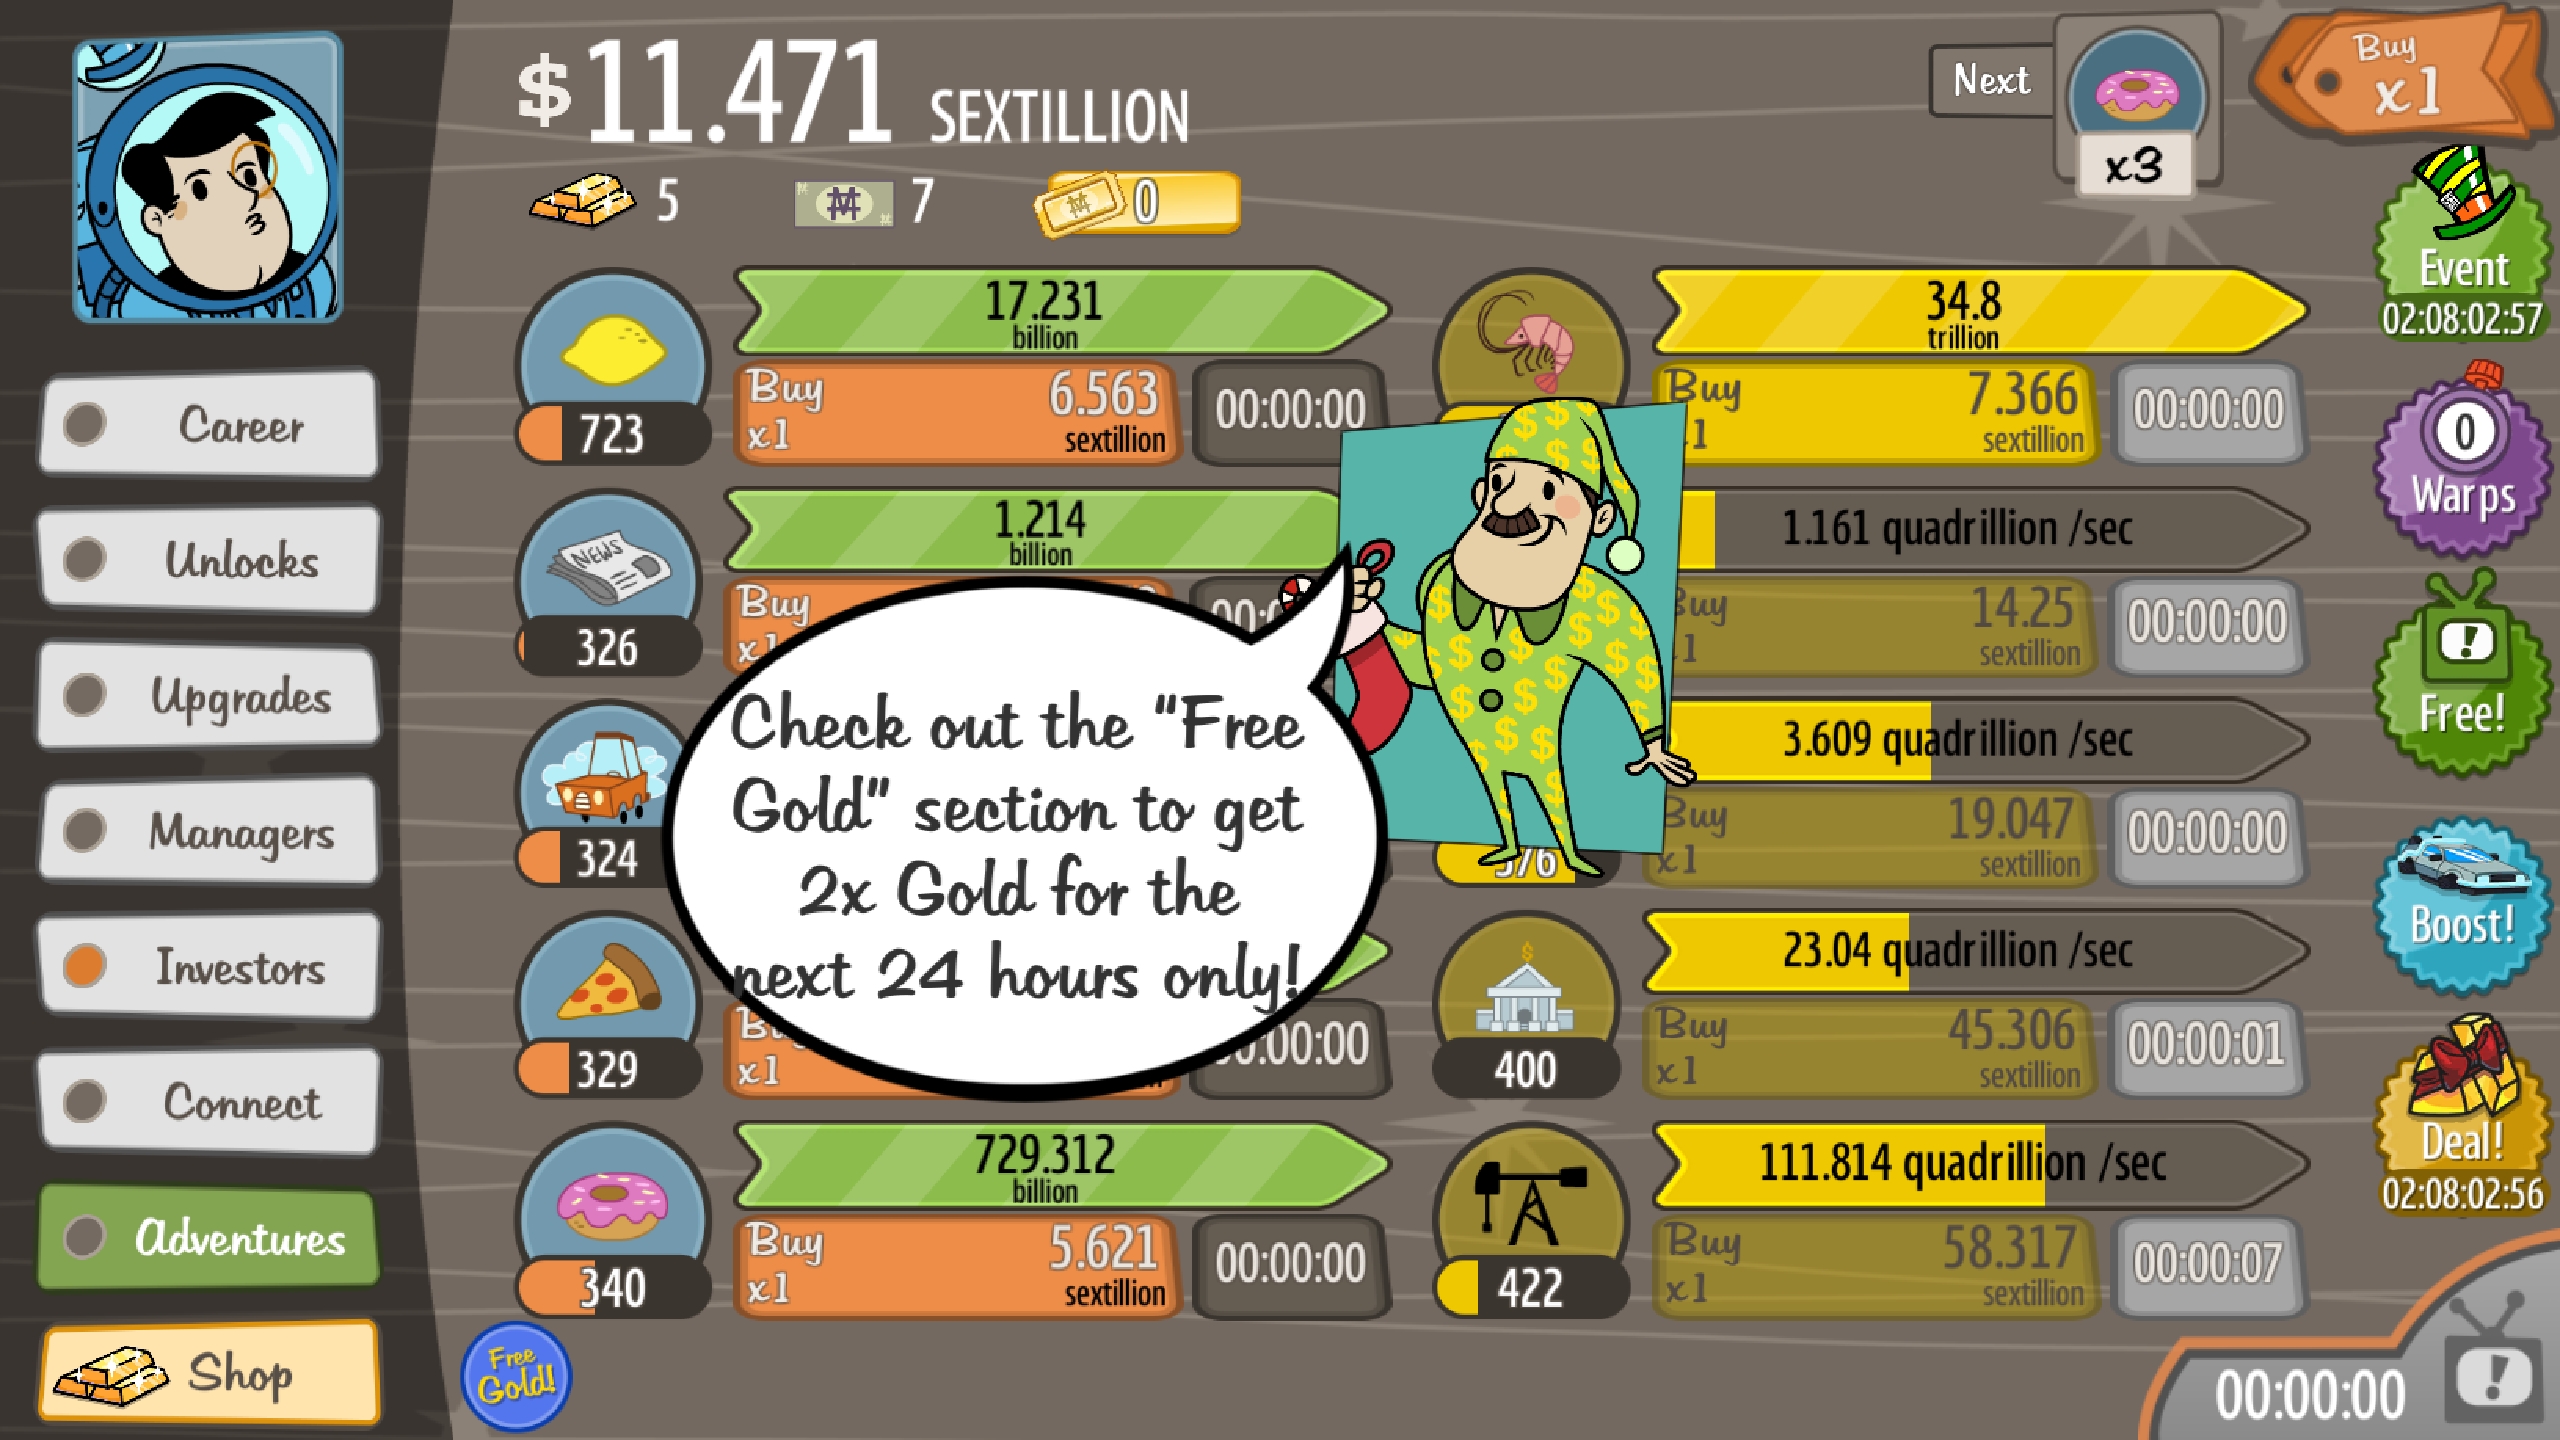 $11.471 SEXTILLION
5
7
0
Next
x3
Buy
x1
Career
Unlocks
Upgrades
Managers
Investors
Connect
Adventures
Shop
17.231
billion
723
Buy
x1
6.563
sextillion
00:00:00
NEWS
326
1.214
billion
Buy
324
329
x1
340
729.312
billion
Buy
x1
5.621
sextillion
00:00:00
Free
Gold!
Check out the "Free
Gold" section to get
2x Gold for the
next 24 hours only!
34.8
trillion
Buy
7.366
sextillion
00:00:00
1.161 quadrillion /sec
14.25
sextillion
00:00:00
3.609 quadrillion /sec
Buy
x1
19.047
sextillion
00:00:00
400
23.04 quadrillion /sec
Buy
x1
45.306
sextillion
00:00:01
422
111.814 quadrillion /sec
Buy
x1
58.317
sextillion
00:00:07
Event
02:08:02:57
0
Warps
!
Free!
Boost!
Deal!
02:08:02:56
00:00:00
!